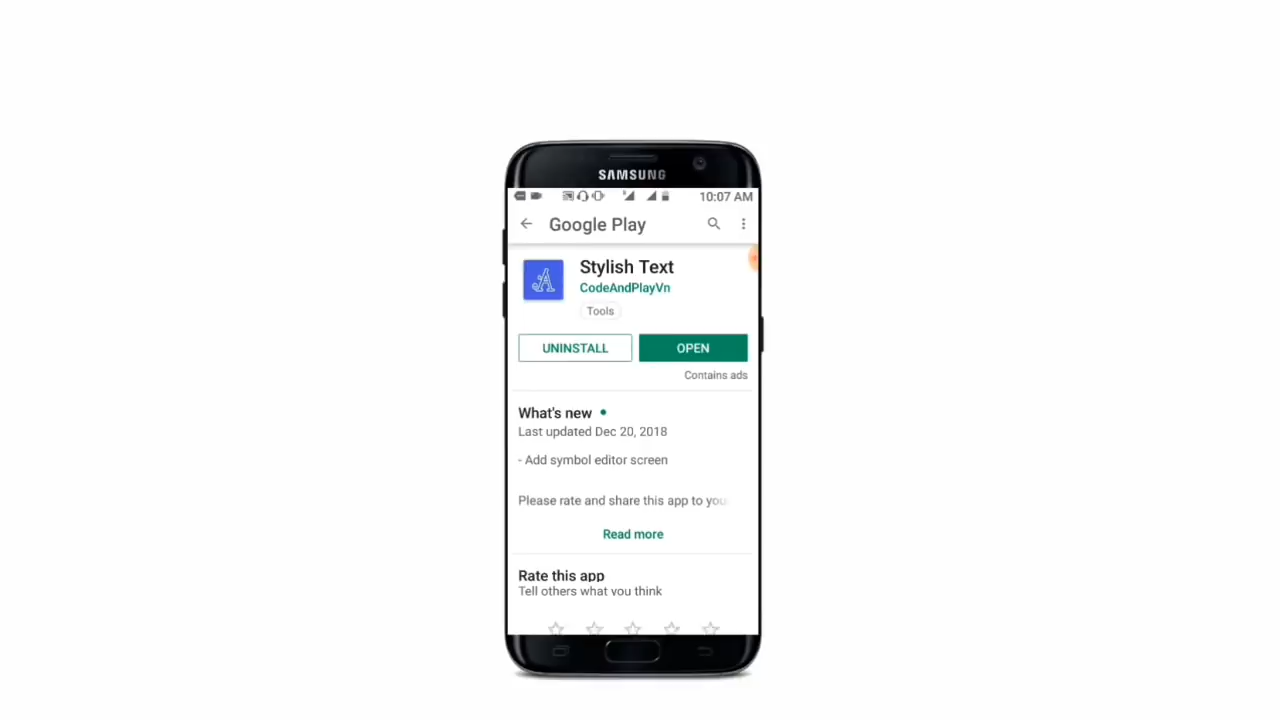 SAMSUNG
10:07 AM
Google Play
Stylish Text
CodeAndPlayVn
Tools
UNINSTALL
OPEN
Contains ads
What's new
Last updated Dec 20, 2018
- Add symbol editor screen
Please rate and share this app to you
Read more
Rate this app
Tell others what you think